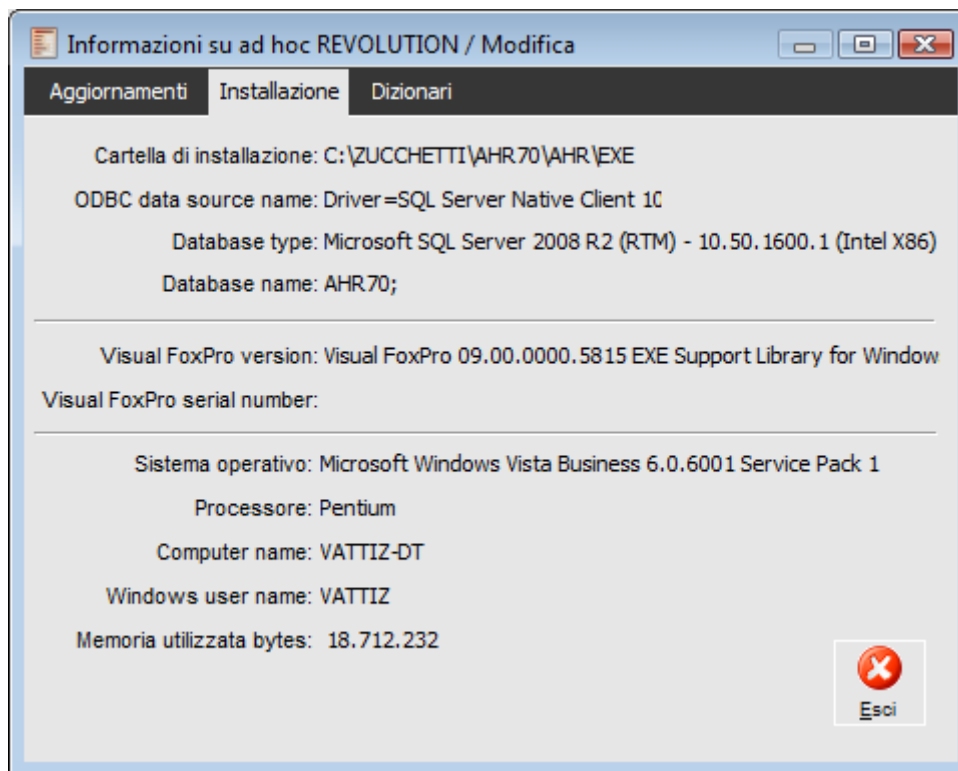 Informazioni su ad hoc REVOLUTION / Modifica
Aggiornamenti Installazione Dizionari
Cartella di installazione: C:\ZUCCHETTI\AHR70\AHR\EXE
ODBC data source name: Driver=SQL Server Native Client 10
Database type: Microsoft SQL Server 2008 R2 (RTM) - 10.50.1600.1 (Intel X86)
Database name: AHR70;
Visual FoxPro version: Visual FoxPro 09.00.0000.5815 EXE Support Library for Window
Visual FoxPro serial number:
Sistema operativo: Microsoft Windows Vista Business 6.0.6001 Service Pack 1
Processore: Pentium
Computer name: VATTIZ-DT
Windows user name: VATTIZ
Memoria utilizzata bytes: 18.712.232
Esci